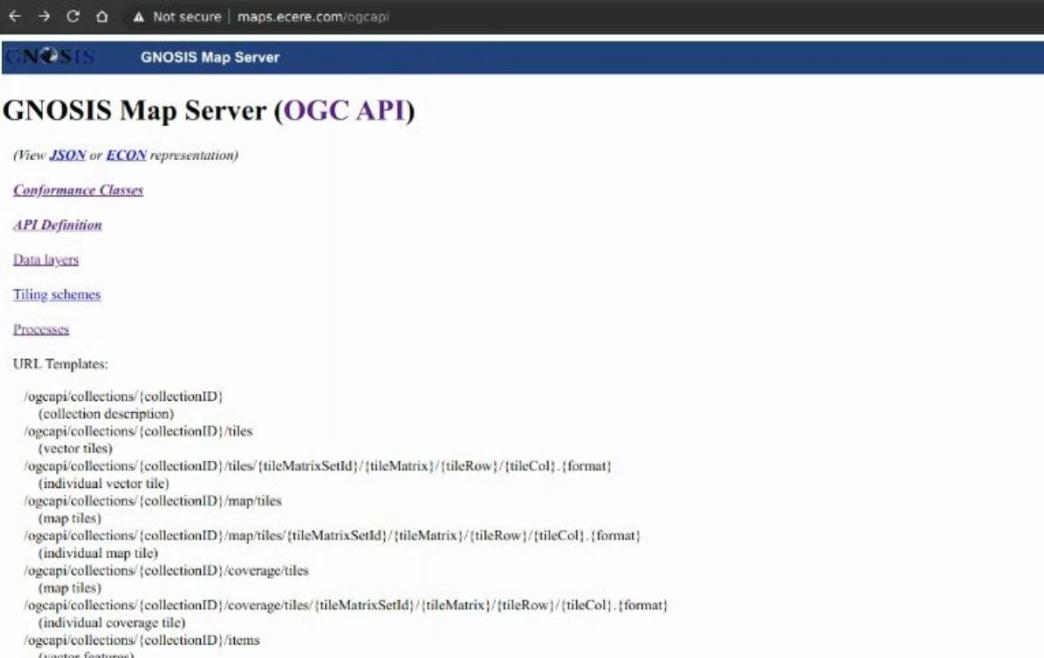 Not secure | maps.ecere.com/ogcapi
GNOSIS GNOSIS Map Server
GNOSIS Map Server (OGC API)
(View JSON or ECON representation)
Conformance Classes
API Definition
Data layers
Tiling schemes
Processes
URL Templates:
/ogcapi/collections/{collectionID}
(collection description)
/ogcapi/collections/{collectionID}/tiles
(vector tiles)
/ogcapi/collections/{collectionID}/tiles/{tileMatrixSetId}/{tileMatrix}/{tileRow}/{tileCol}.{format}
(individual vector tile)
/ogcapi/collections/{collectionID}/map/tiles
(map tiles)
/ogcapi/collections/{collectionID}/map/tiles/{tileMatrixSetId}/{tileMatrix}/{tileRow}/{tileCol}.{format}
(individual map tile)
/ogcapi/collections/{collectionID}/coverage/tiles
(map tiles)
/ogcapi/collections/{collectionID}/coverage/tiles/{tileMatrixSetId}/{tileMatrix}/{tileRow}/{tileCol}.{format}
(individual coverage tile)
/ogcapi/collections/{collectionID}/items
(vector features)